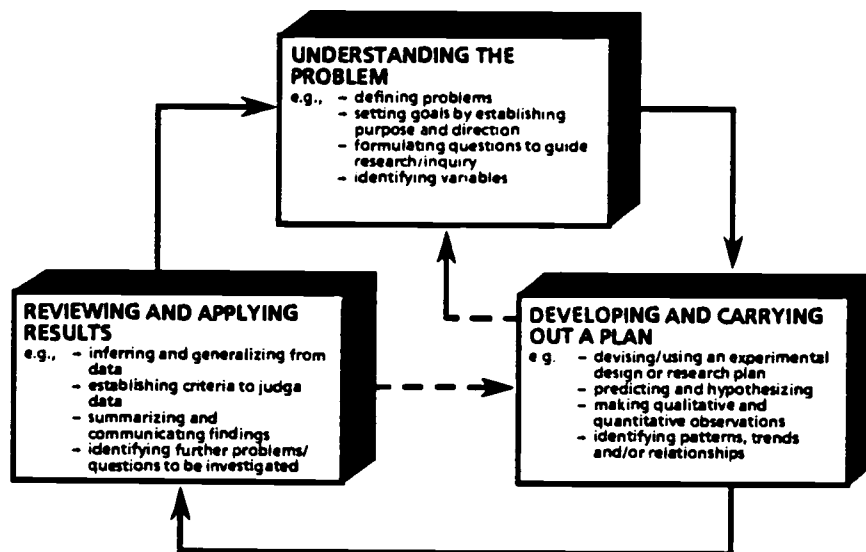 UNDERSTANDING THE
PROBLEM
e.g., – defining problems
– setting goals by establishing
purpose and direction
– formulating questions to guide
research/inquiry
– identifying variables
REVIEWING AND APPLYING
RESULTS
e.g., – inferring and generalizing from
data
– establishing criteria to judga
data
– summarizing and
communicating findings
– identifying further problems/
questions to be investigated
DEVELOPING AND CARRYING
OUT A PLAN
e g. – devising/using an experimental
design or research plan
– predicting and hypothesizing
– making qualitative and
quantitative observations
– identifying patterns, trends
and/or relationships